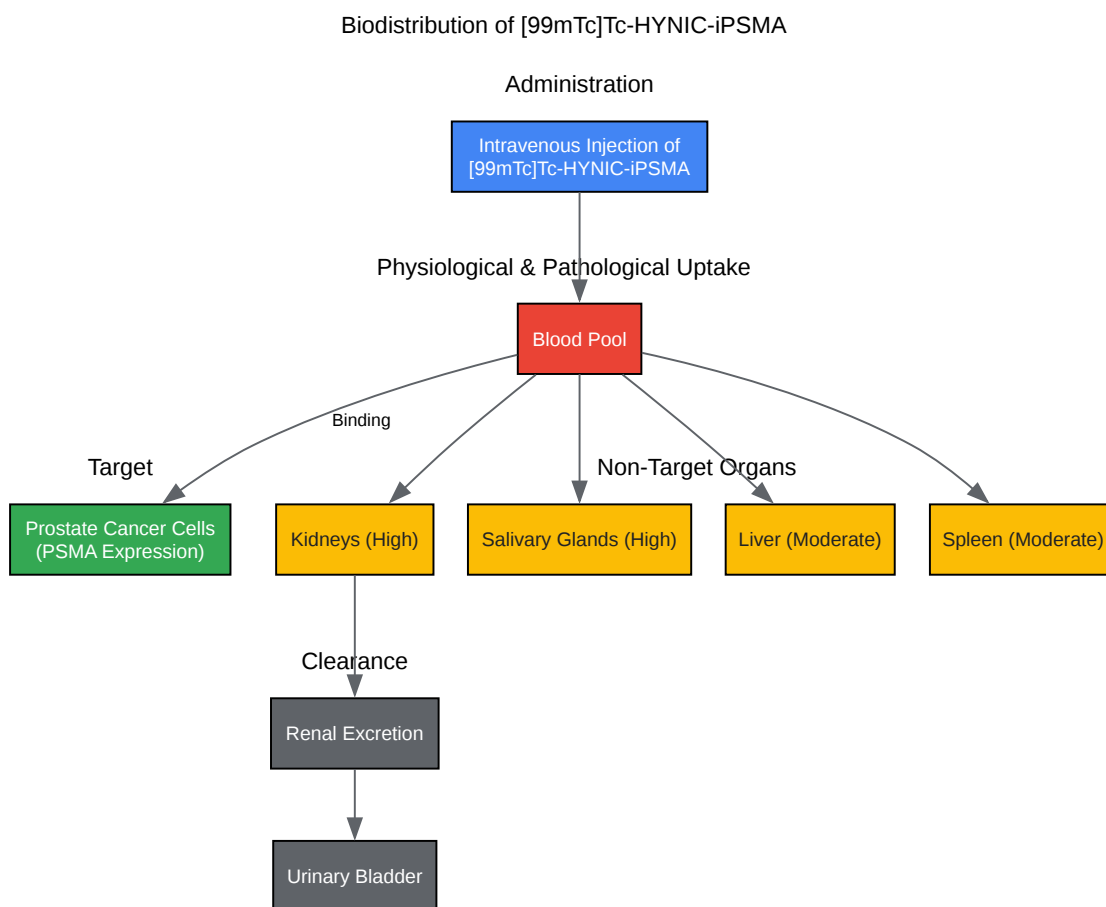 Biodistribution of [99mTc]Tc-HYNIC-iPSMA
Administration
Intravenous Injection of
[99mTc]Tc-HYNIC-iPSMA
Physiological & Pathological Uptake
Blood Pool
Binding
Target
Non-Target Organs
Prostate Cancer Cells
(PSMA Expression)
Kidneys (High)
Salivary Glands (High)
Liver (Moderate)
Spleen (Moderate)
Clearance
Renal Excretion
Urinary Bladder